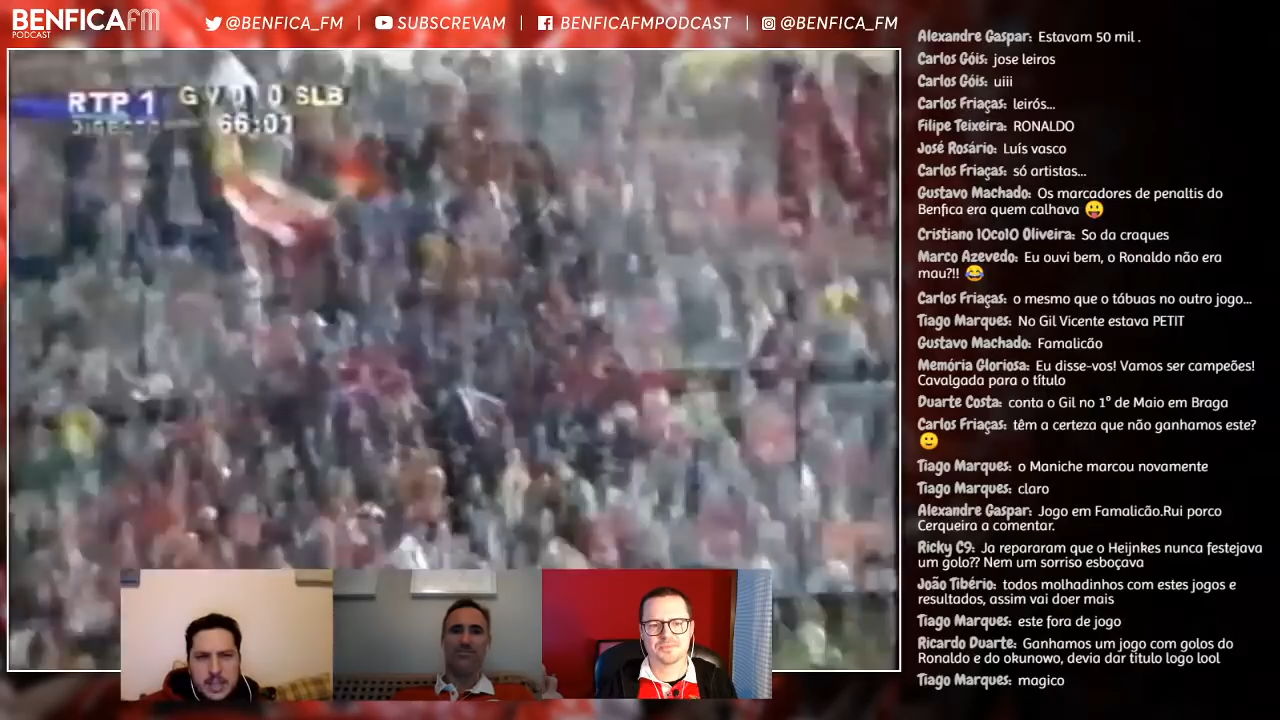 BENFICAFM
PODCAST
@BENFICA_FM | SUBSCREVAM | BENFICAFMPODCAST | @BENFICA_FM
RTP 1 G V 0 0 SLB
DIRECTO 66:01
Alexandre Gaspar: Estavam 50 mil .
Carlos Góis: jose leiros
Carlos Góis: uiii
Carlos Friaças: leirós...
Filipe Teixeira: RONALDO
José Rosário: Luís vasco
Carlos Friaças: só artistas...
Gustavo Machado: Os marcadores de penaltis do
Benfica era quem calhava 😛
Cristiano 10co10 Oliveira: So da craques
Marco Azevedo: Eu ouvi bem, o Ronaldo não era
mau?!! 😂
Carlos Friaças: o mesmo que o tábuas no outro jogo...
Tiago Marques: No Gil Vicente estava PETIT
Gustavo Machado: Famalicão
Memória Gloriosa: Eu disse-vos! Vamos ser campeões!
Cavalgada para o título
Duarte Costa: conta o Gil no 1º de Maio em Braga
Carlos Friaças: têm a certeza que não ganhamos este?
🙂
Tiago Marques: o Maniche marcou novamente
Tiago Marques: claro
Alexandre Gaspar: Jogo em Famalicão.Rui porco
Cerqueira a comentar.
Ricky C9: Ja repararam que o Heijnkes nunca festejava
um golo?? Nem um sorriso esboçava
João Tibério: todos molhadinhos com estes jogos e
resultados, assim vai doer mais
Tiago Marques: este fora de jogo
Ricardo Duarte: Ganhamos um jogo com golos do
Ronaldo e do okunowo, devia dar titulo logo lool
Tiago Marques: magico